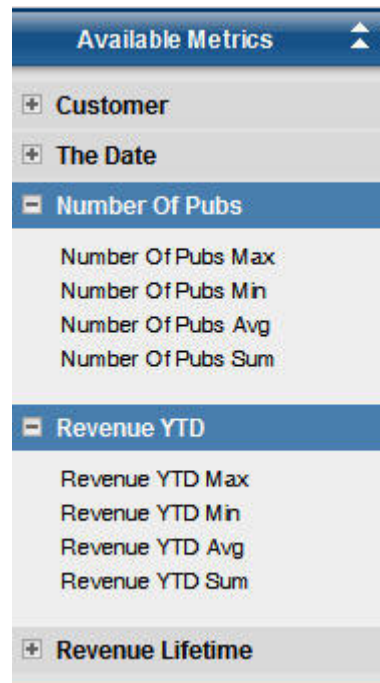 Available Metrics
Customer
The Date
Number Of Pubs
Number Of Pubs Max
Number Of Pubs Min
Number Of Pubs Avg
Number Of Pubs Sum
Revenue YTD
Revenue YTD Max
Revenue YTD Min
Revenue YTD Avg
Revenue YTD Sum
Revenue Lifetime